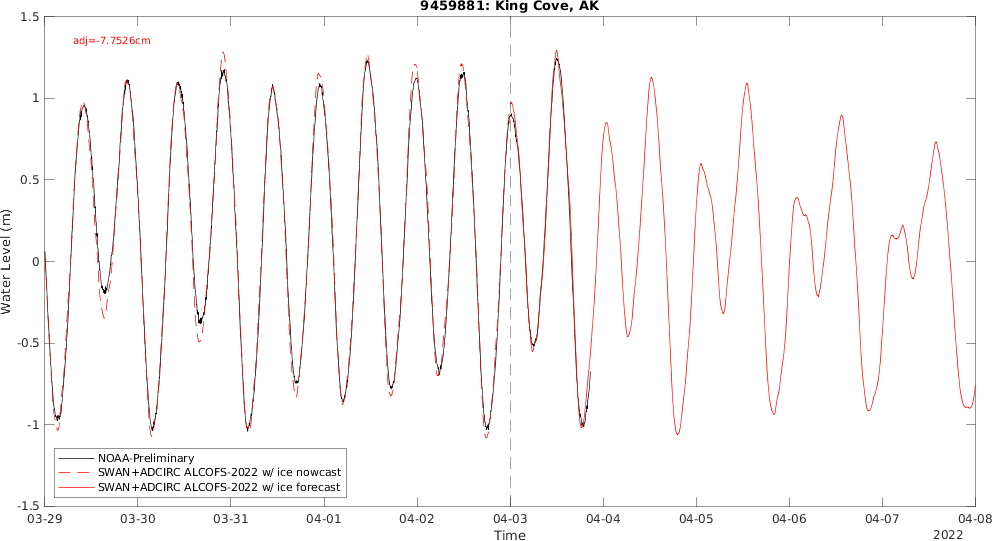 9459881: King Cove, AK
adj=-7.7526cm
Water Level (m)
1.5
1
0.5
0
-0.5
-1
-1.5
NOAA-Preliminary
SWAN+ADCIRC ALCOFS-2022 w/ ice nowcast
SWAN+ADCIRC ALCOFS-2022 w/ ice forecast
03-29 03-30 03-31 04-01 04-02 04-03 04-04 04-05 04-06 04-07 04-08
Time
2022